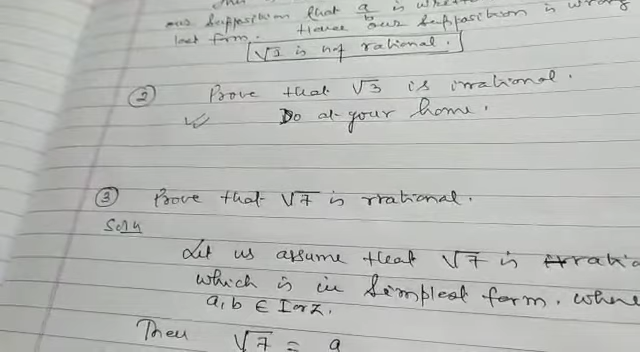 our supposition that a/b is
last form. Hence our supposition is wrong
√2 is not rational.
② Prove that √3 is irrational.
Do at your home.
③ Prove that √7 is rrational.
Soln
Let us assume that √7 is ratio
which is in simplest form. where
a, b ∈ I or Z.
Then √7 = a